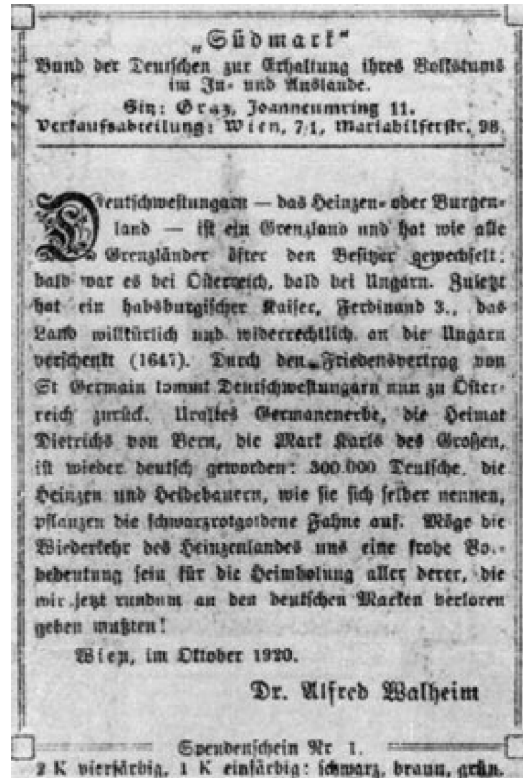 „Südmark“
Bund der Deutschen zur Erhaltung ihres Volkstums
im In- und Auslande.
Sitz: Graz, Joanneumring 11.
Verkaufsabteilung: Wien, 7/1, Mariahilferstr. 98.
Deutschwestungarn — das Heinzen- oder Burgen-
land — ist ein Grenzland und hat wie alle
Grenzländer öfter den Besitzer gewechselt:
bald war es bei Österreich, bald bei Ungarn. Zuletzt
hat ein habsburgischer Kaiser, Ferdinand 3., das
Land willkürlich und widerrechtlich an die Ungarn
verschenkt (1647). Durch den Friedensvertrag von
St Germain kommt Deutschwestungarn nun zu Öster-
reich zurück. Uraltes Germanenerbe, die Heimat
Dietrichs von Bern, die Mark Karls des Großen,
ist wieder deutsch geworden: 300.000 Deutsche, die
Heinzen und Heidebauern, wie sie sich selber nennen,
pflanzen die schwarzrotgoldene Fahne auf. Möge die
Wiederkehr des Heinzenlandes uns eine frohe Vor-
bedeutung sein für die Heimholung aller derer, die
wir jetzt rundum an den deutschen Marken verloren
geben mußten!
Wien, im Oktober 1920.
Dr. Alfred Walheim
Spendenschein Nr 1.
2 K vierfärbig, 1 K einfärbig: schwarz, braun, grün.